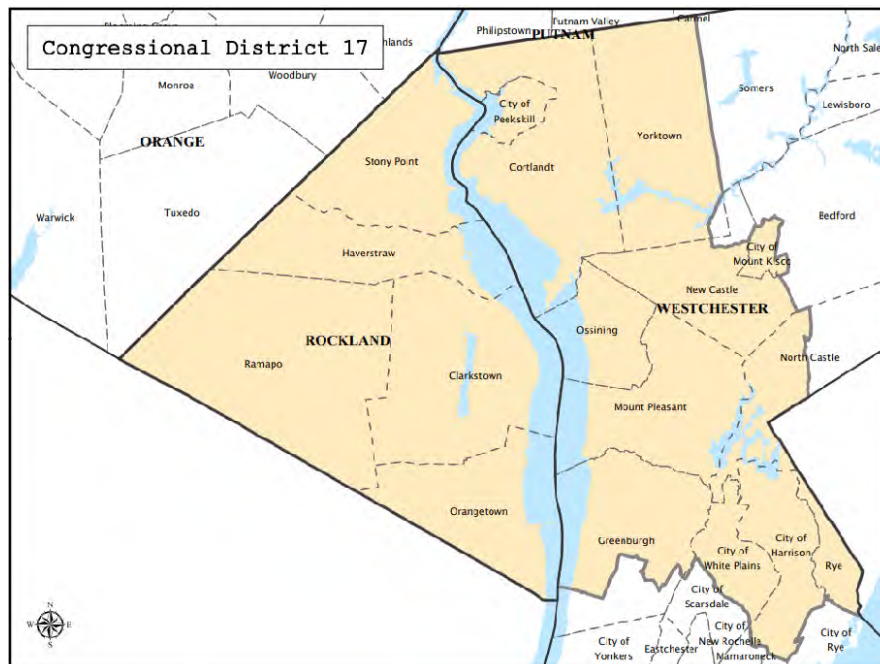 Congressional District 17
Philipstown
Putnam Valley
PUTNAM
Carmel
North Sale
Woodbury
Monroa
City of
Peekskill
Somers
Lewisboro
ORANGE
Yorktown
Stony Point
Cortlandt
Tuxedo
Warwick
Bedford
City of
Mount Kisco
Haverstraw
New Castle
WESTCHESTER
ROCKLAND
Ossining
Ramapo
North Castle
Clarkstown
Mount Pleasant
Orangetown
Greenburgh
City of
Harrison
City of
White Plains
Rye
City of
Scarsdale
City of
Yonkers
Eastchester
City of
New Rochelle
Mamaroneck
City of
Rye
N
W
E
S